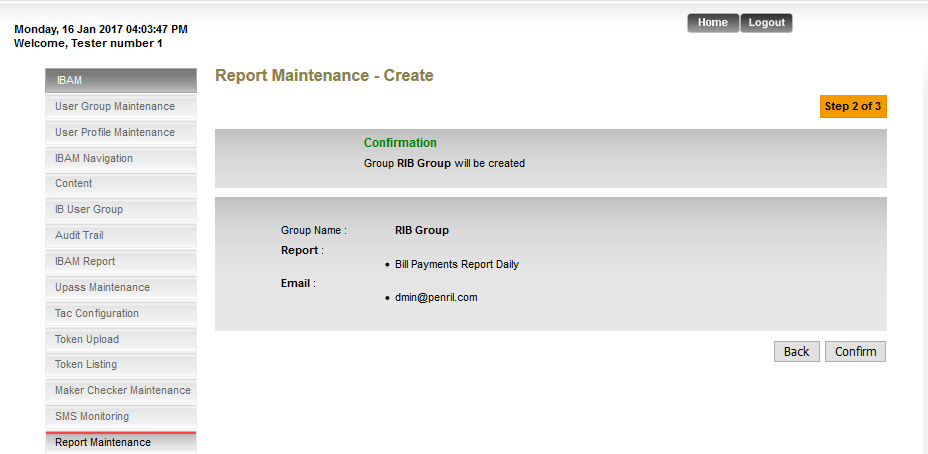 Monday, 16 Jan 2017 04:03:47 PM
Welcome, Tester number 1
Home Logout
IBAM
User Group Maintenance
User Profile Maintenance
IBAM Navigation
Content
IB User Group
Audit Trail
IBAM Report
Upass Maintenance
Tac Configuration
Token Upload
Token Listing
Maker Checker Maintenance
SMS Monitoring
Report Maintenance
Report Maintenance - Create
Step 2 of 3
Confirmation
Group RIB Group will be created
Group Name : RIB Group
Report :
• Bill Payments Report Daily
Email :
• dmin@penril.com
Back Confirm